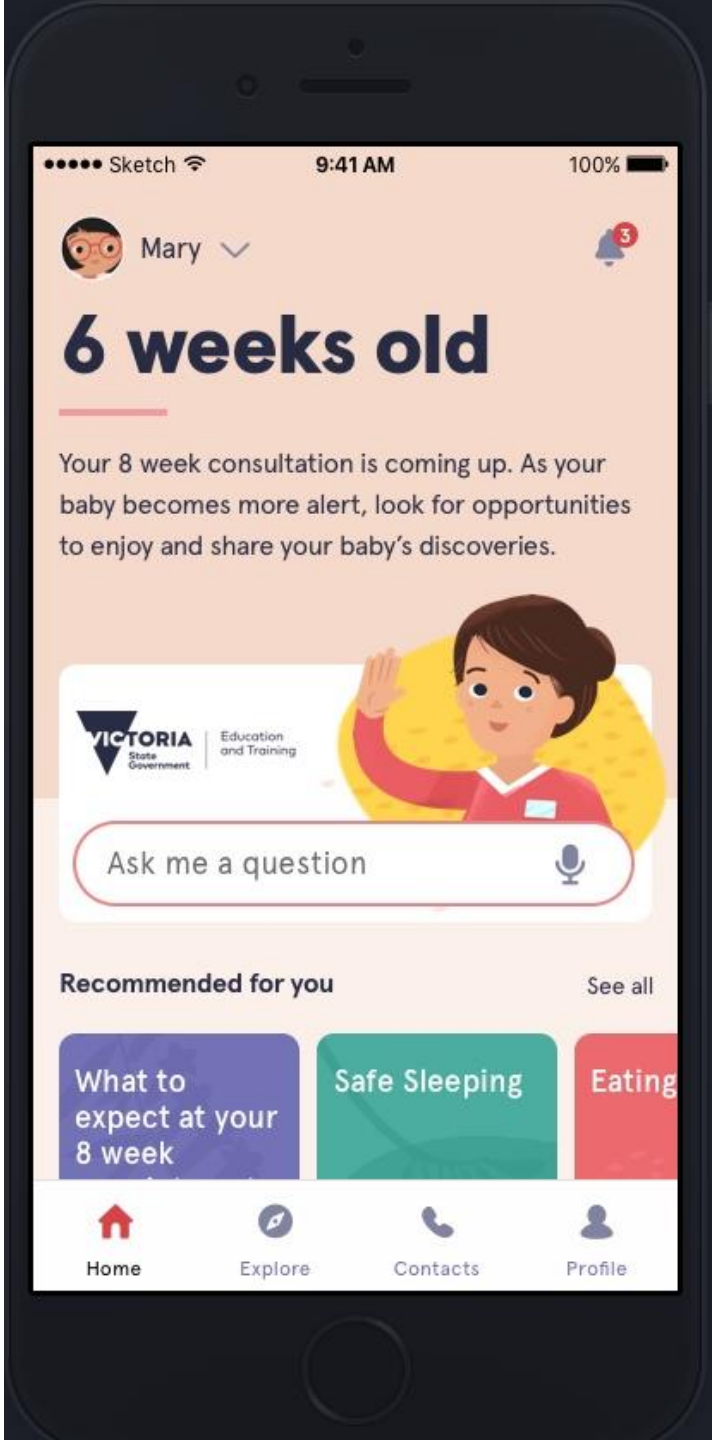 Sketch
9:41 AM
100%
Mary
3
6 weeks old
Your 8 week consultation is coming up. As your
baby becomes more alert, look for opportunities
to enjoy and share your baby’s discoveries.
VICTORIA
State
Government
Education
and Training
Ask me a question
Recommended for you
See all
What to
expect at your
8 week
Safe Sleeping
Eating
Home
Explore
Contacts
Profile